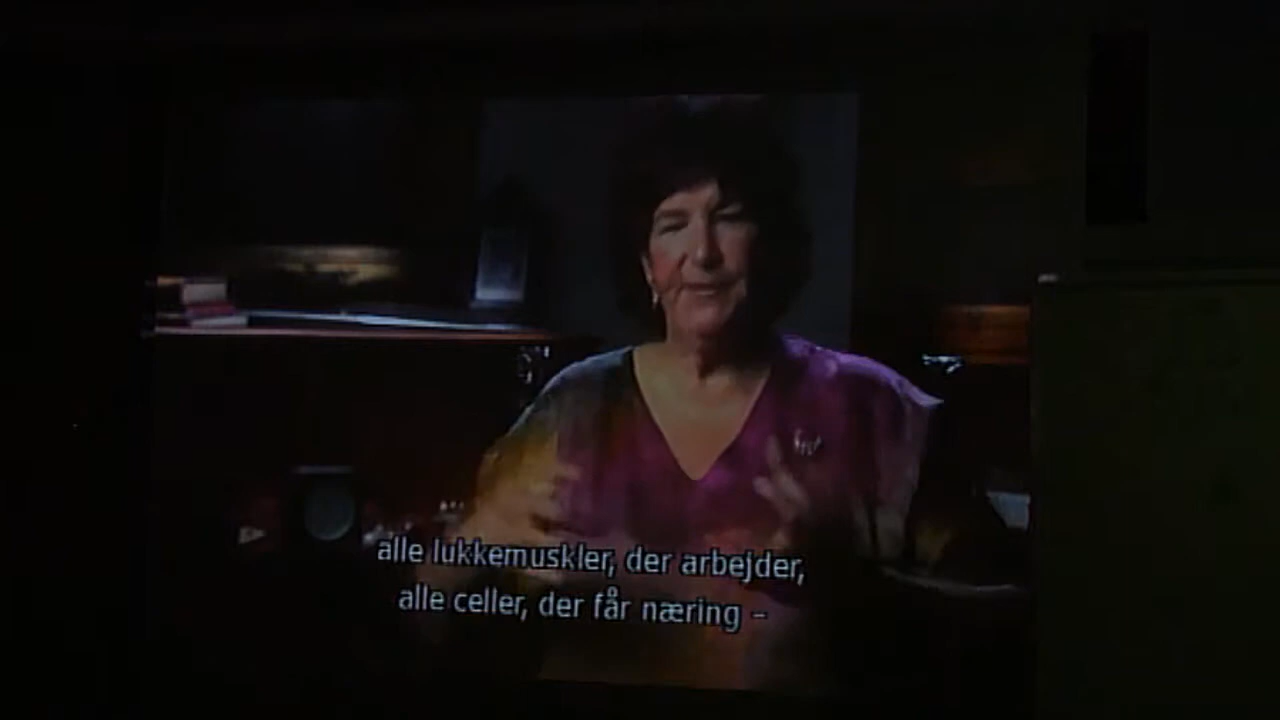 alle lukkemuskler, der arbejder,
alle celler, der får næring -